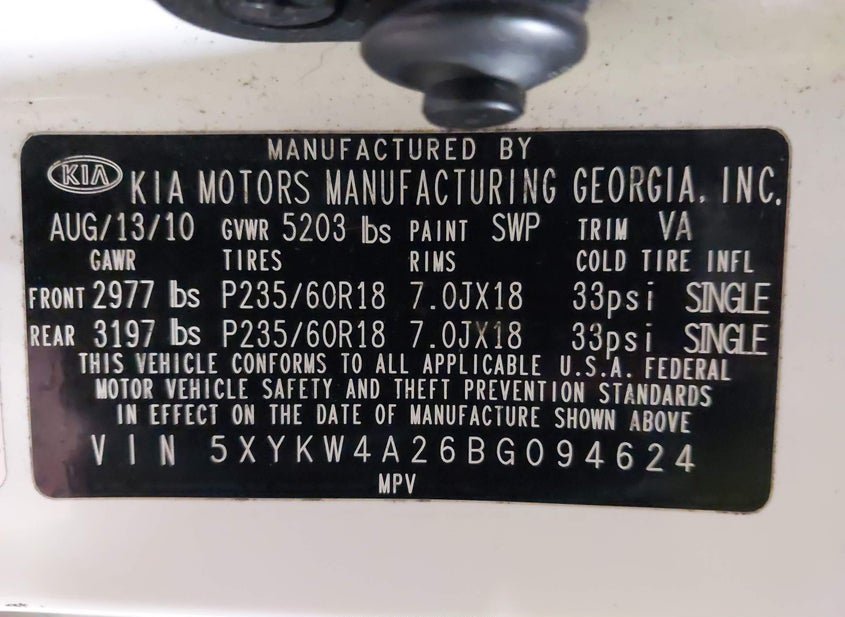 MANUFACTURED BY
KIA KIA MOTORS MANUFACTURING GEORGIA, INC.
AUG/13/10 GVWR 5203 lbs PAINT SWP TRIM VA
GAWR TIRES RIMS COLD TIRE INFL
FRONT 2977 lbs P235/60R18 7.0JX18 33psi SINGLE
REAR 3197 lbs P235/60R18 7.0JX18 33psi SINGLE
THIS VEHICLE CONFORMS TO ALL APPLICABLE U.S.A. FEDERAL
MOTOR VEHICLE SAFETY AND THEFT PREVENTION STANDARDS
IN EFFECT ON THE DATE OF MANUFACTURE SHOWN ABOVE
VIN 5XYKW4A26BG094624
MPV